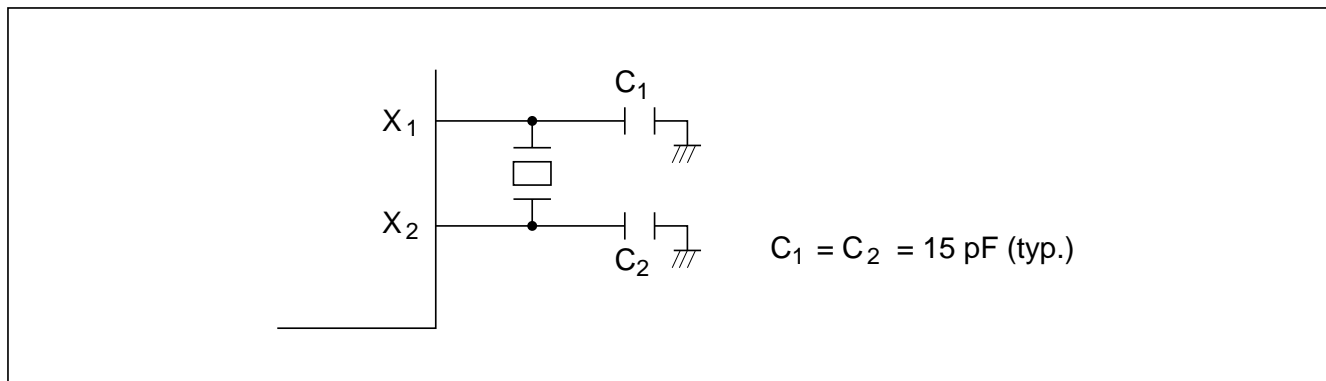 C1
X1
X2
C2
C1 = C2 = 15 pF (typ.)